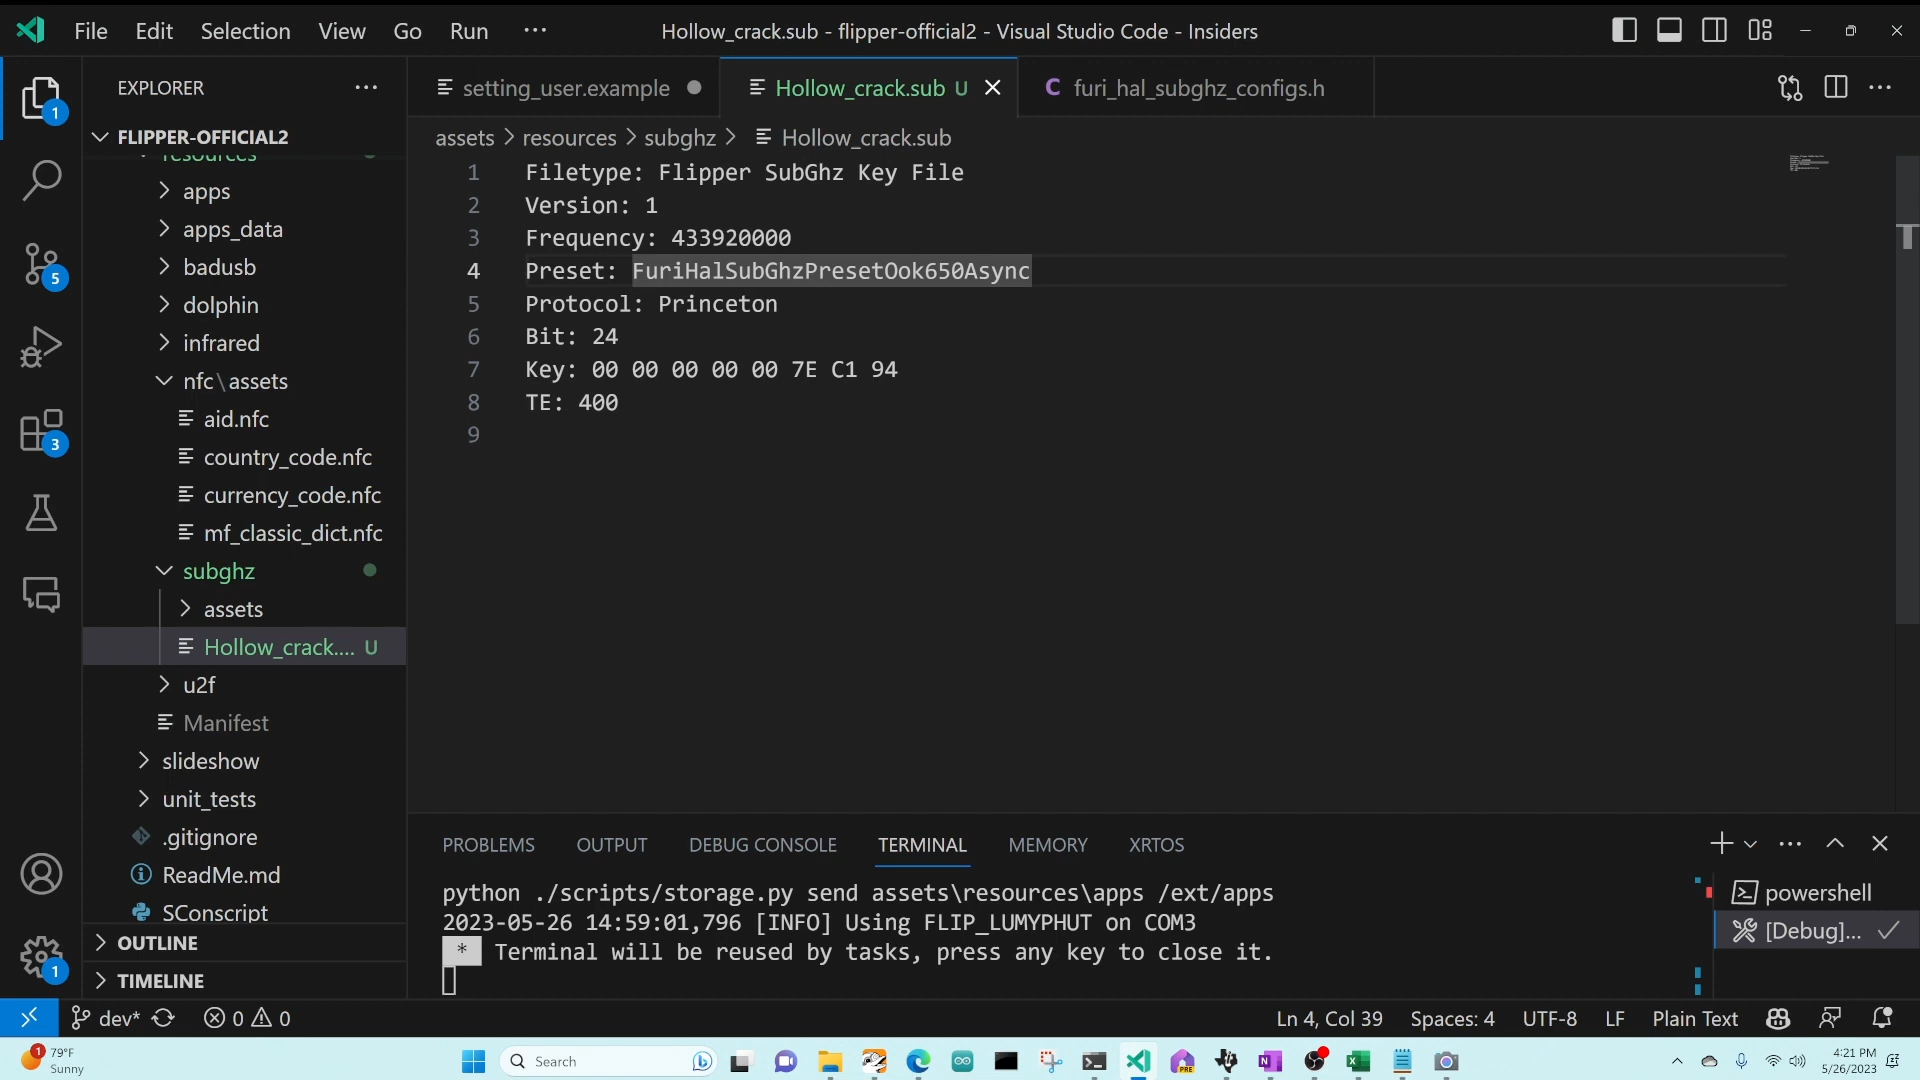 File Edit Selection View Go Run ··· Hollow_crack.sub - flipper-official2 - Visual Studio Code - Insiders
EXPLORER ···
setting_user.example
Hollow_crack.sub U
furi_hal_subghz_configs.h
FLIPPER-OFFICIAL2
assets > resources > subghz > Hollow_crack.sub
resources
apps
apps_data
badusb
dolphin
infrared
nfc\assets
aid.nfc
country_code.nfc
currency_code.nfc
mf_classic_dict.nfc
subghz
assets
Hollow_crack.... U
u2f
Manifest
slideshow
unit_tests
.gitignore
ReadMe.md
SConscript
OUTLINE
TIMELINE
1 Filetype: Flipper SubGhz Key File
2 Version: 1
3 Frequency: 433920000
4 Preset: FuriHalSubGhzPresetOok650Async
5 Protocol: Princeton
6 Bit: 24
7 Key: 00 00 00 00 00 7E C1 94
8 TE: 400
9
1
5
3
1
PROBLEMS OUTPUT DEBUG CONSOLE TERMINAL MEMORY XRTOS
python ./scripts/storage.py send assets\resources\apps /ext/apps
2023-05-26 14:59:01,796 [INFO] Using FLIP_LUMYPHUT on COM3
* Terminal will be reused by tasks, press any key to close it.
powershell
[Debug]...
dev* 0 0 Ln 4, Col 39 Spaces: 4 UTF-8 LF Plain Text
1 79°F
Sunny
Search
PRE
4:21 PM
5/26/2023